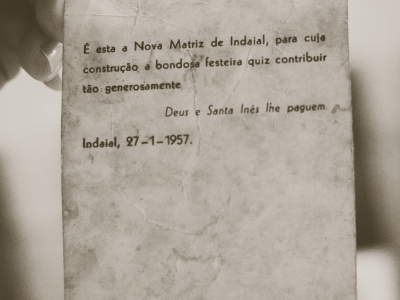 É esta a Nova Matriz de Indaial, para cuja
construção a bondosa festeira quiz contribuir
tão generosamente
Deus e Santa Inês lhe paguem.
Indaial, 27-1-1957.